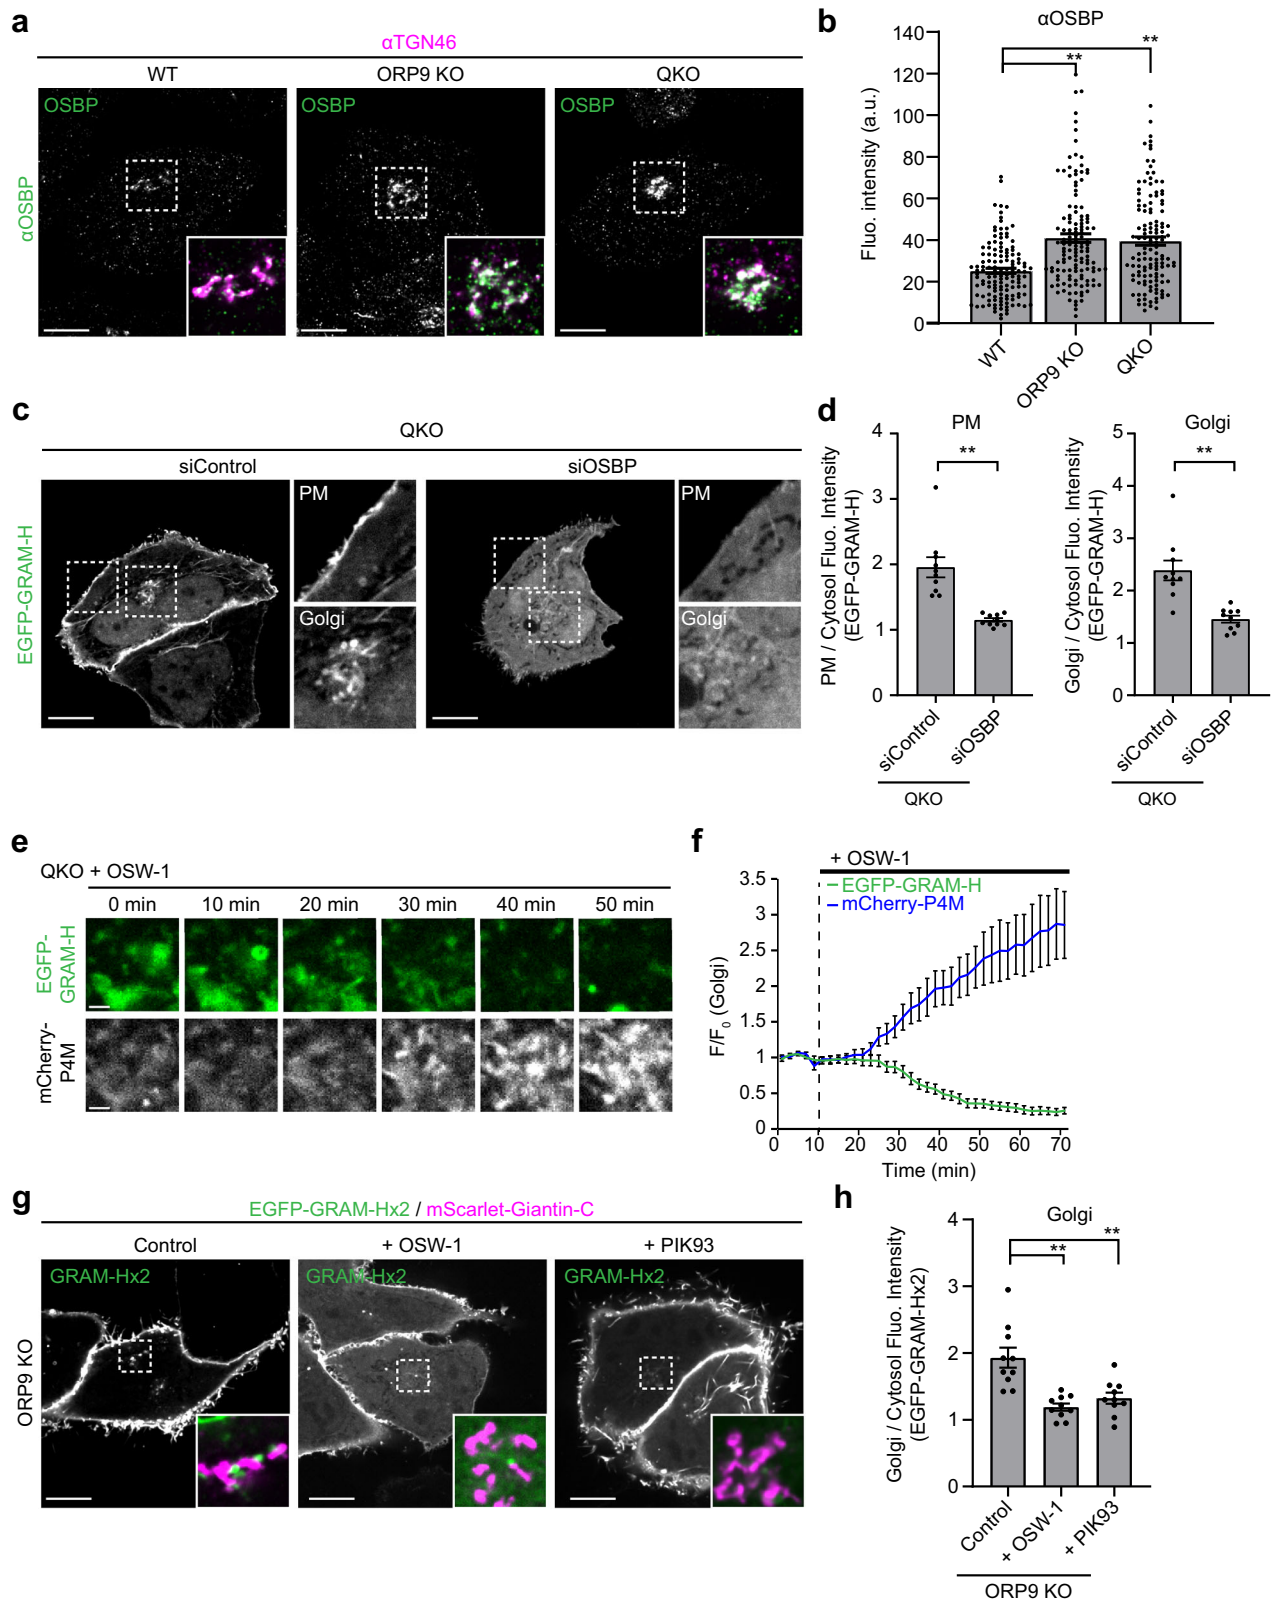 a
αTGN46
WT
ORP9 KO
QKO
αOSBP
OSBP
OSBP
OSBP
b
αOSBP
Fluo. intensity (a.u.)
140
120
100
80
60
40
20
0
**
**
WT
ORP9 KO
QKO
c
QKO
siControl
siOSBP
EGFP-GRAM-H
PM
Golgi
PM
Golgi
d
PM
PM / Cytosol Fluo. Intensity
(EGFP-GRAM-H)
4
3
2
1
0
**
siControl
siOSBP
QKO
Golgi
Golgi / Cytosol Fluo. Intensity
(EGFP-GRAM-H)
5
4
3
2
1
0
**
siControl
siOSBP
QKO
e
QKO + OSW-1
0 min
10 min
20 min
30 min
40 min
50 min
EGFP-
GRAM-H
mCherry-
P4M
f
+ OSW-1
EGFP-GRAM-H
mCherry-P4M
F/F0 (Golgi)
3.5
3
2.5
2
1.5
1
0.5
0
0 10 20 30 40 50 60 70
Time (min)
g
EGFP-GRAM-Hx2 / mScarlet-Giantin-C
Control
+ OSW-1
+ PIK93
ORP9 KO
GRAM-Hx2
GRAM-Hx2
GRAM-Hx2
h
Golgi
Golgi / Cytosol Fluo. Intensity
(EGFP-GRAM-Hx2)
4
3
2
1
0
**
**
Control
+ OSW-1
+ PIK93
ORP9 KO